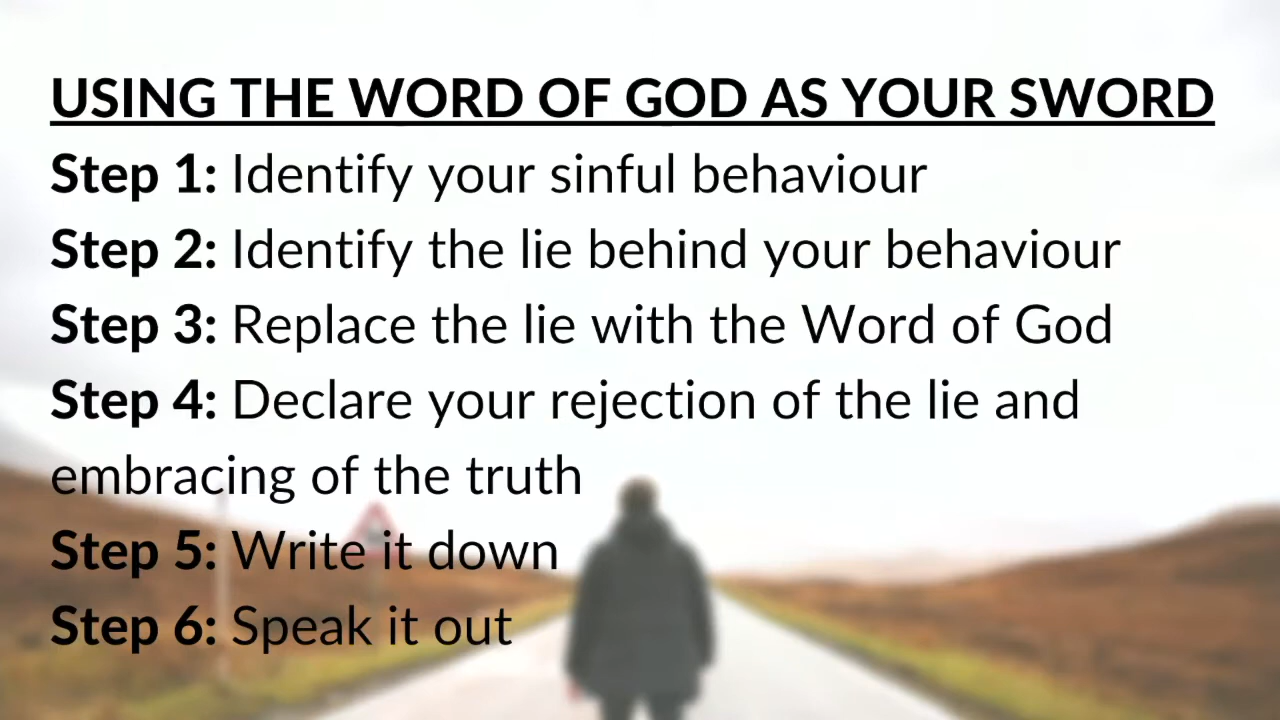 USING THE WORD OF GOD AS YOUR SWORD
Step 1: Identify your sinful behaviour
Step 2: Identify the lie behind your behaviour
Step 3: Replace the lie with the Word of God
Step 4: Declare your rejection of the lie and
embracing of the truth
Step 5: Write it down
Step 6: Speak it out